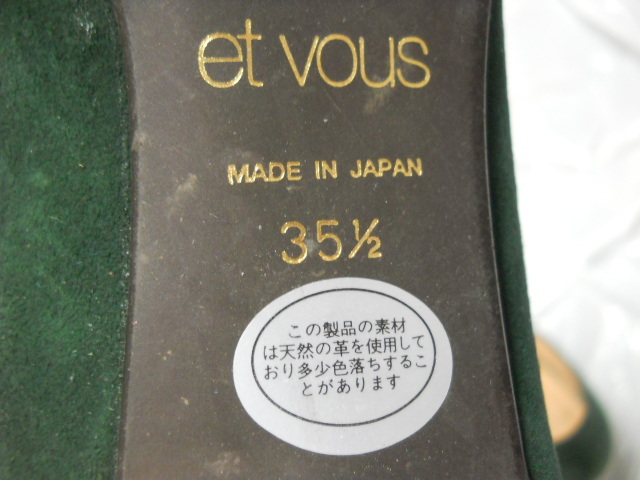 et vous
MADE IN JAPAN
35½
この製品の素材
は天然の革を使用して
おり多少色落ちするこ
とがあります